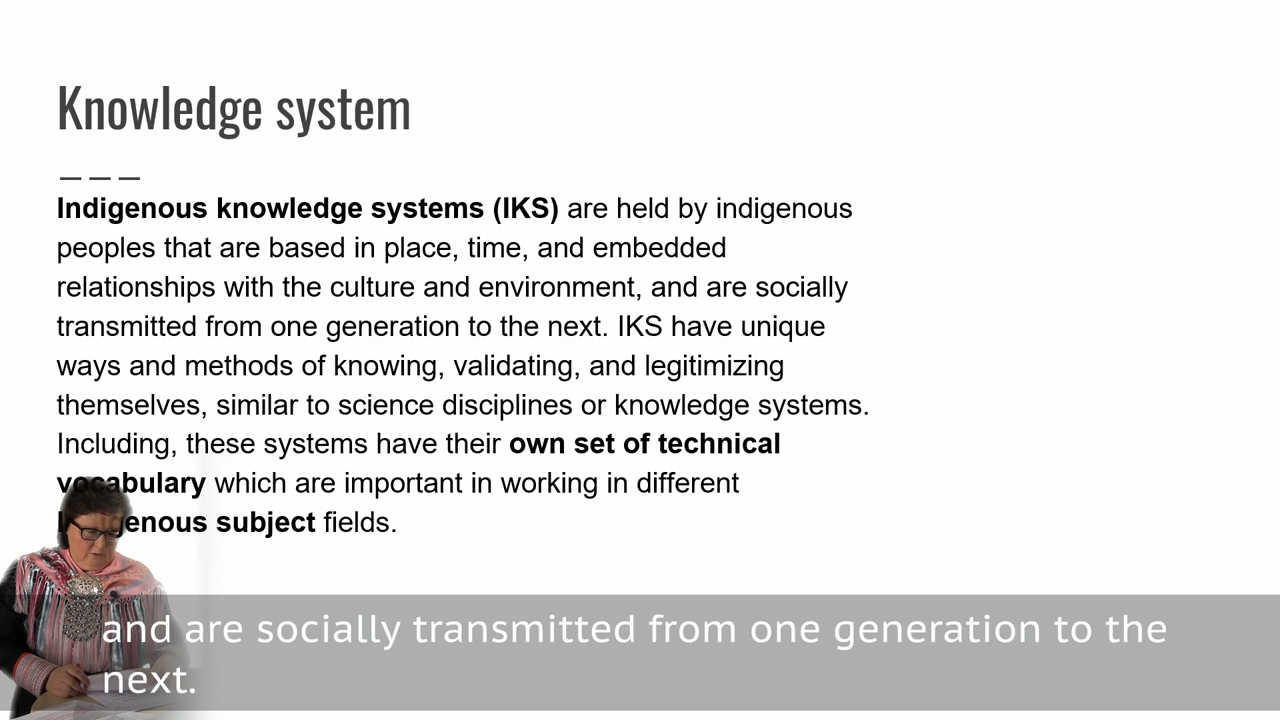 Knowledge system
Indigenous knowledge systems (IKS) are held by indigenous
peoples that are based in place, time, and embedded
relationships with the culture and environment, and are socially
transmitted from one generation to the next. IKS have unique
ways and methods of knowing, validating, and legitimizing
themselves, similar to science disciplines or knowledge systems.
Including, these systems have their own set of technical
vocabulary which are important in working in different
subject fields.
and are socially transmitted from one generation to the
next.